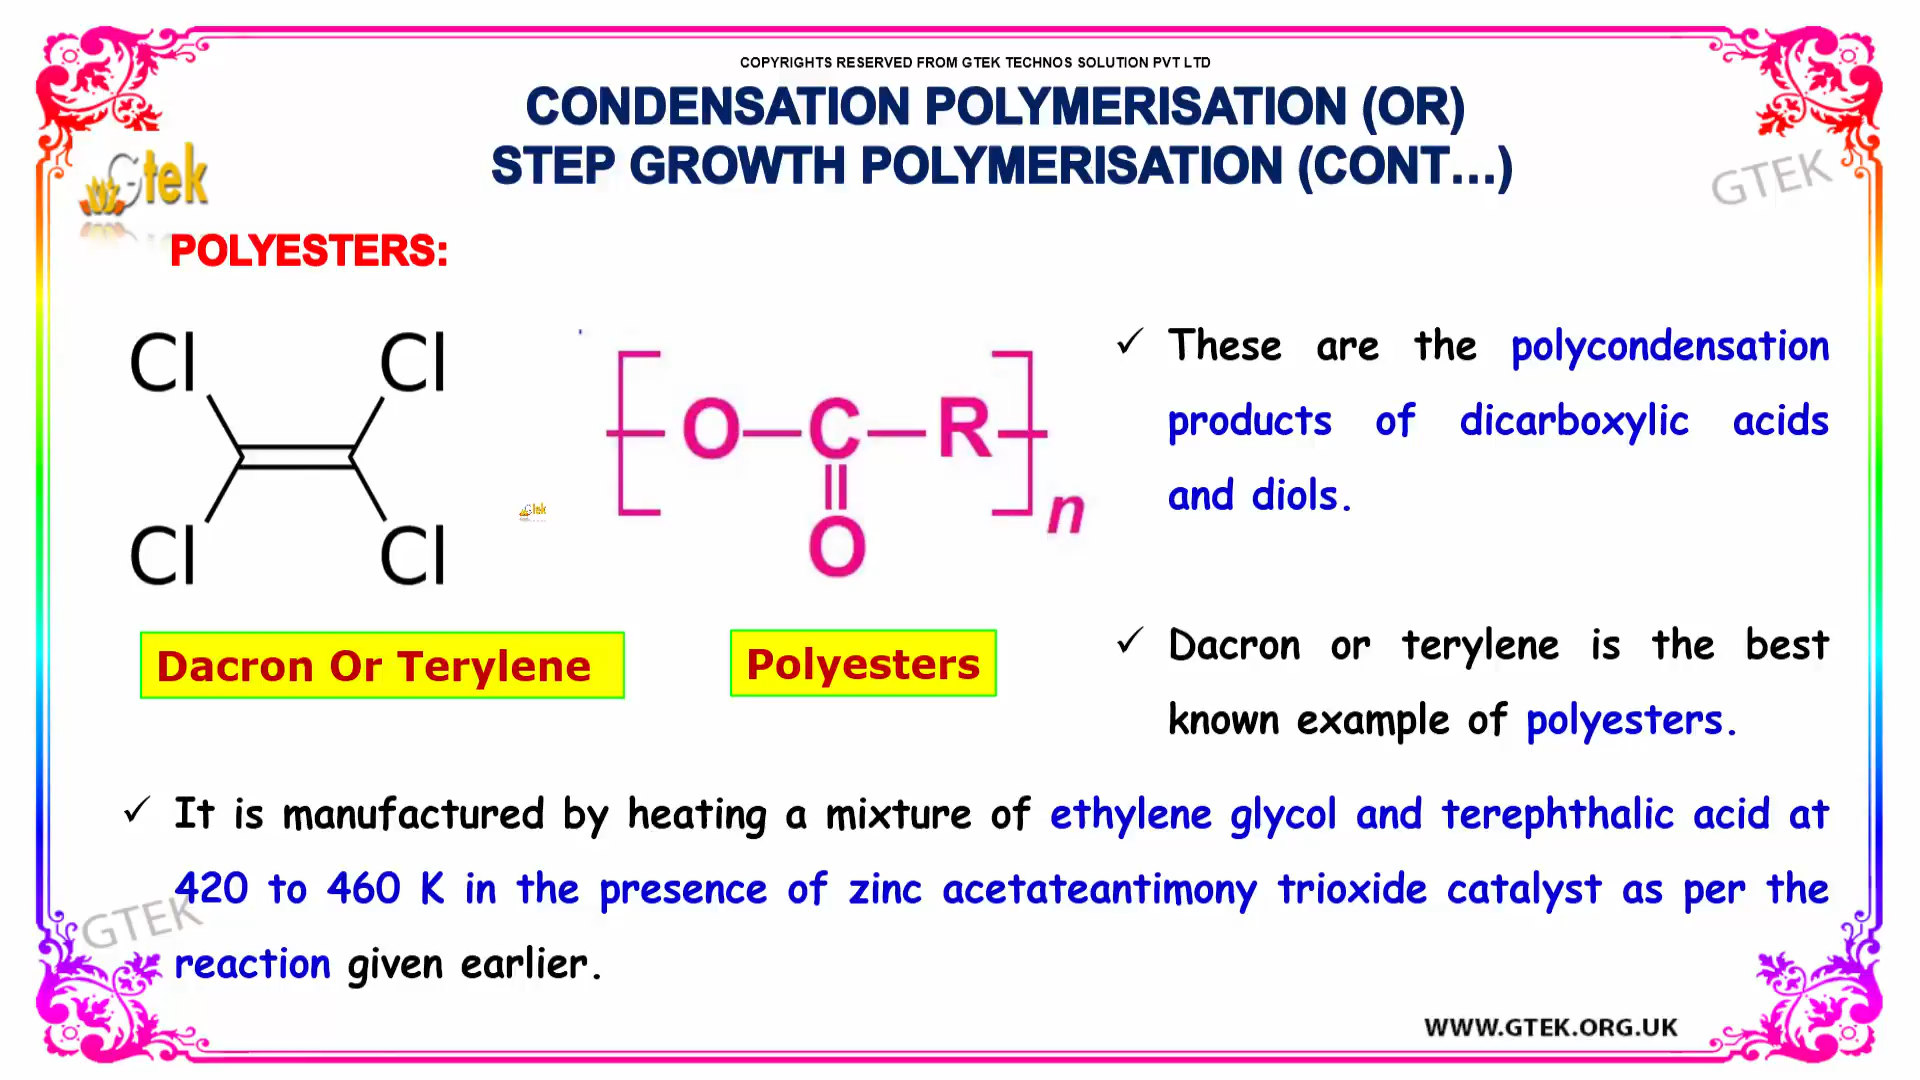 COPYRIGHTS RESERVED FROM GTEK TECHNOS SOLUTION PVT LTD
CONDENSATION POLYMERISATION (OR)
STEP GROWTH POLYMERISATION (CONT...)
Gtek
GTEK
POLYESTERS:
Cl Cl
Cl Cl
O C R
O
n
Gtek
Dacron Or Terylene
Polyesters
✓ These are the polycondensation
products of dicarboxylic acids
and diols.
✓ Dacron or terylene is the best
known example of polyesters.
✓ It is manufactured by heating a mixture of ethylene glycol and terephthalic acid at
420 to 460 K in the presence of zinc acetateantimony trioxide catalyst as per the
reaction given earlier.
GTEK
WWW.GTEK.ORG.UK